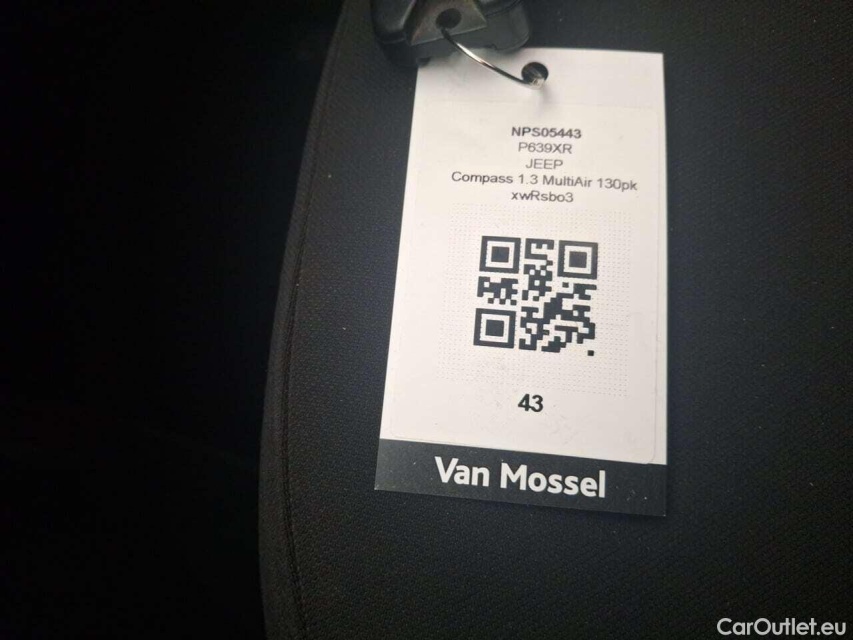 NPS05443
P639XR
JEEP
Compass 1.3 MultiAir 130pk
xwRsbo3
43
Van Mossel
CarOutlet.eu